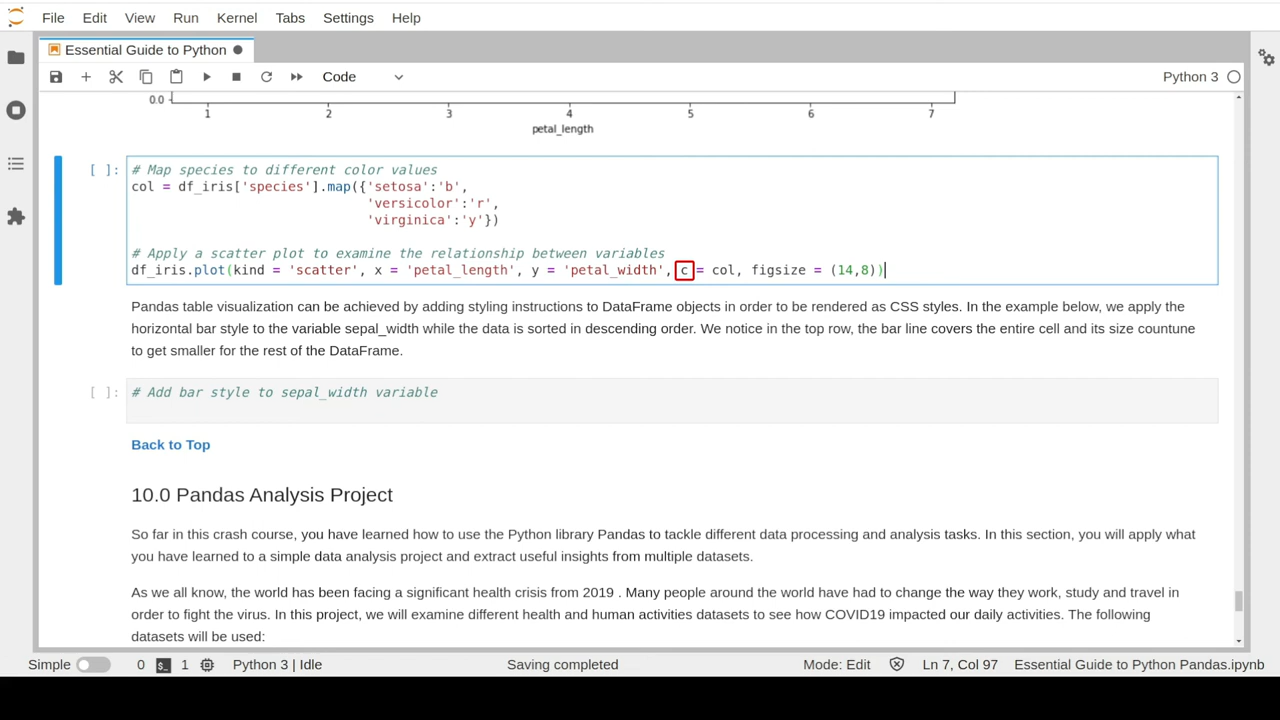 File Edit View Run Kernel Tabs Settings Help
Essential Guide to Python
Code
Python 3
0.0
1 2 3 4 5 6 7
petal_length
[ ]:
# Map species to different color values
col = df_iris['species'].map({'setosa':'b',
'versicolor':'r',
'virginica':'y'})
# Apply a scatter plot to examine the relationship between variables
df_iris.plot(kind = 'scatter', x = 'petal_length', y = 'petal_width', c = col, figsize = (14,8))
Pandas table visualization can be achieved by adding styling instructions to DataFrame objects in order to be rendered as CSS styles. In the example below, we apply the
horizontal bar style to the variable sepal_width while the data is sorted in descending order. We notice in the top row, the bar line covers the entire cell and its size countune
to get smaller for the rest of the DataFrame.
[ ]:
# Add bar style to sepal_width variable
Back to Top
10.0 Pandas Analysis Project
So far in this crash course, you have learned how to use the Python library Pandas to tackle different data processing and analysis tasks. In this section, you will apply what
you have learned to a simple data analysis project and extract useful insights from multiple datasets.
As we all know, the world has been facing a significant health crisis from 2019 . Many people around the world have had to change the way they work, study and travel in
order to fight the virus. In this project, we will examine different health and human activities datasets to see how COVID19 impacted our daily activities. The following
datasets will be used:
Simple 0 $_ 1 Python 3 | Idle Saving completed Mode: Edit Ln 7, Col 97 Essential Guide to Python Pandas.ipynb